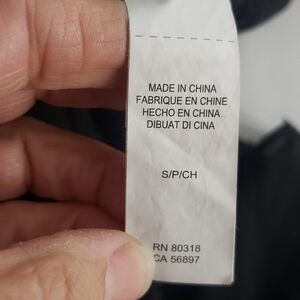 MADE IN CHINA
FABRIQUE EN CHINE
HECHO EN CHINA
DIBUAT DI CINA
S/P/CH
RN 80318
CA 56897